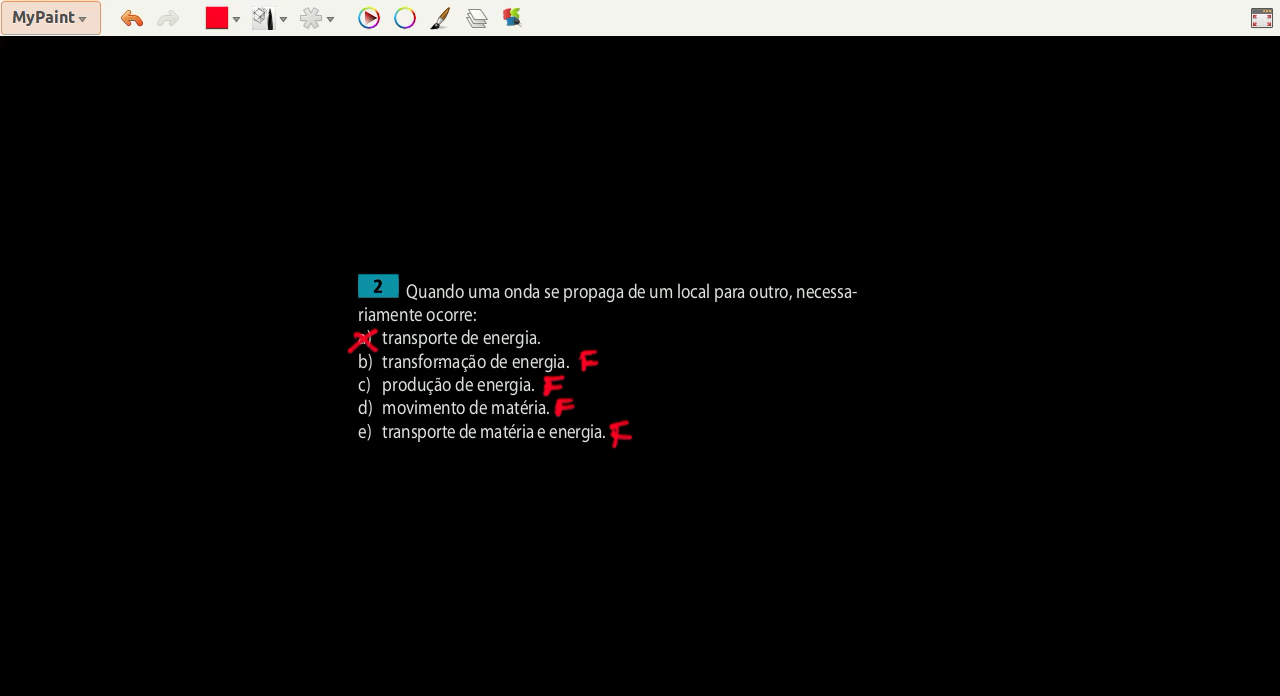 MyPaint
2 Quando uma onda se propaga de um local para outro, necessa-
riamente ocorre:
a) transporte de energia.
b) transformação de energia. F
c) produção de energia. F
d) movimento de matéria. F
e) transporte de matéria e energia. F